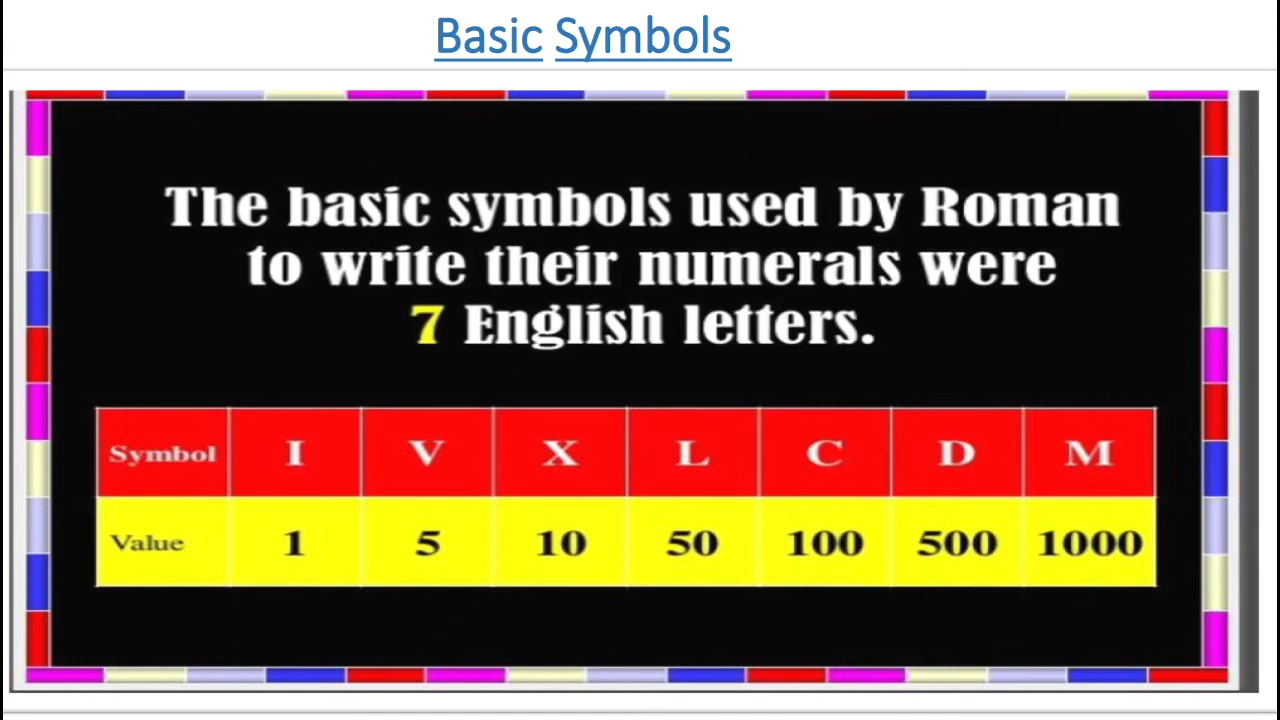 Basic Symbols
The basic symbols used by Roman
to write their numerals were
7 English letters.
Symbol I V X L C D M
Value 1 5 10 50 100 500 1000